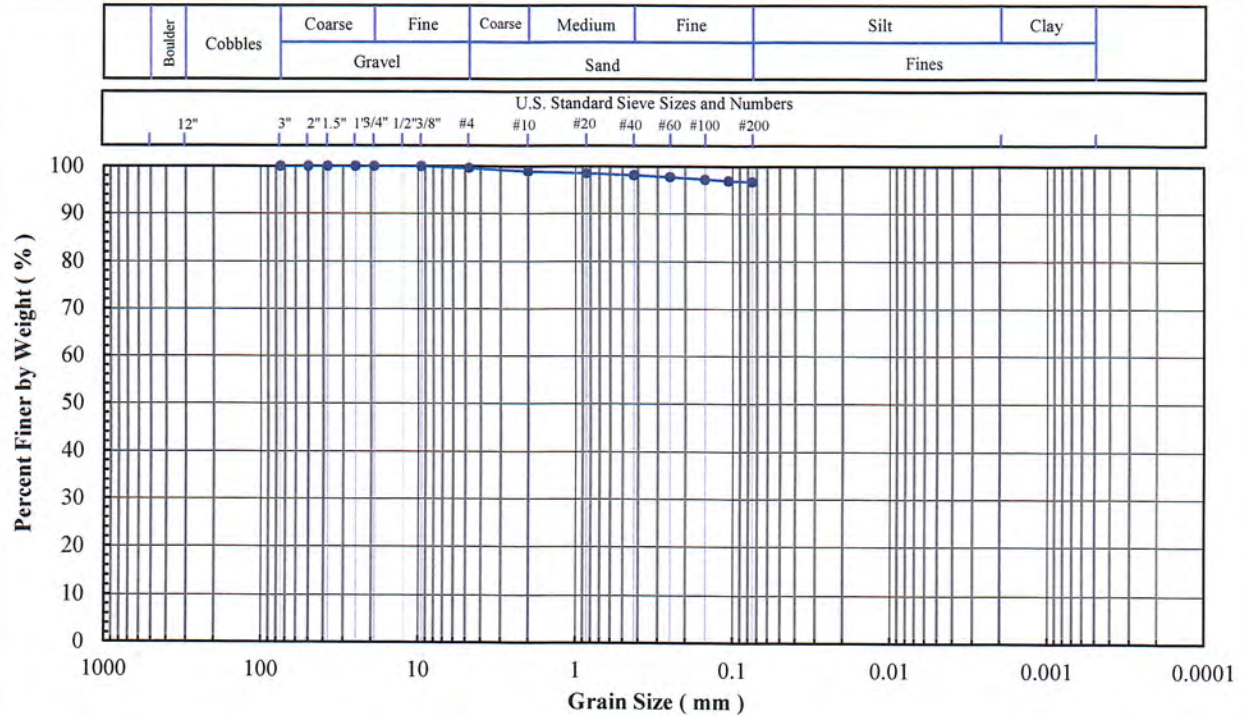 Boulder Cobbles Coarse Fine Coarse Medium Fine Silt Clay
Gravel Sand Fines
U.S. Standard Sieve Sizes and Numbers
12" 3" 2" 1.5" 1" 3/4" 1/2" 3/8" #4 #10 #20 #40 #60 #100 #200
Percent Finer by Weight ( % )
100
90
80
70
60
50
40
30
20
10
0
1000 100 10 1 0.1 0.01 0.001 0.0001
Grain Size ( mm )